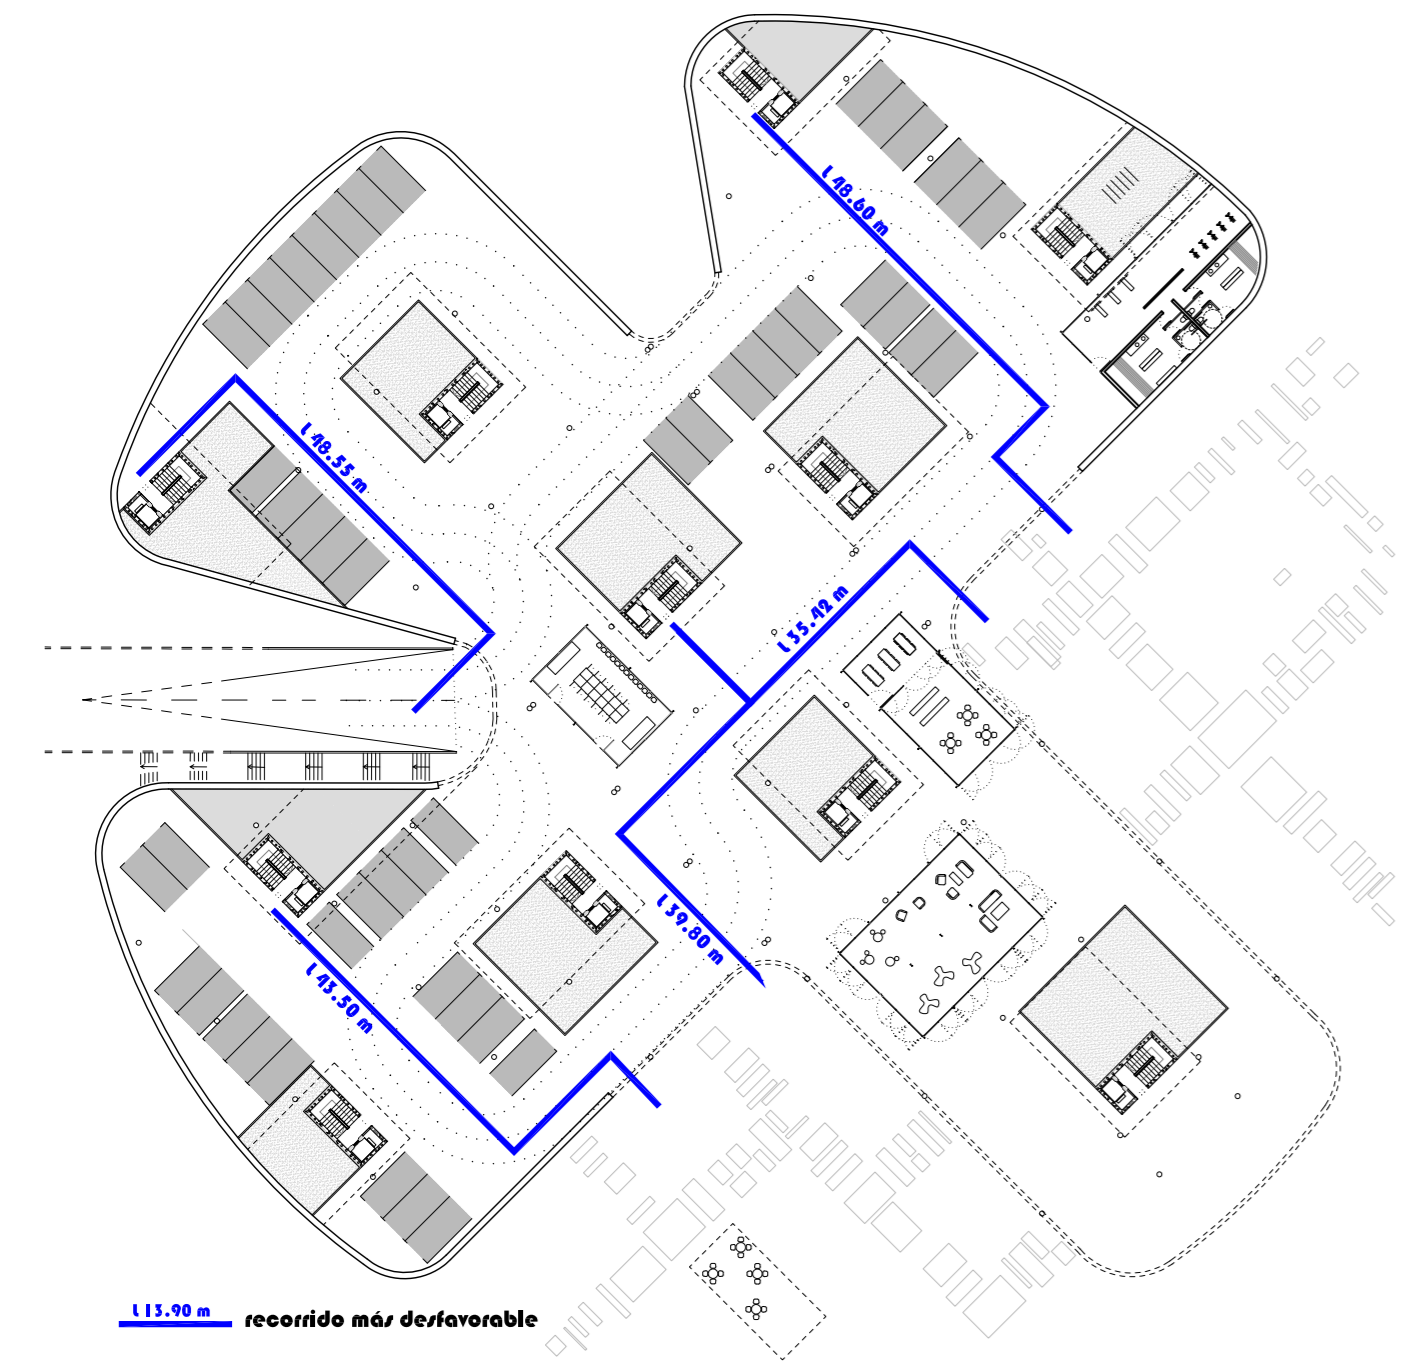 L 48.60 m
L 48.55 m
L 35.42 m
L 39.80 m
L 43.50 m
L 13.90 m
recorrido más desfavorable